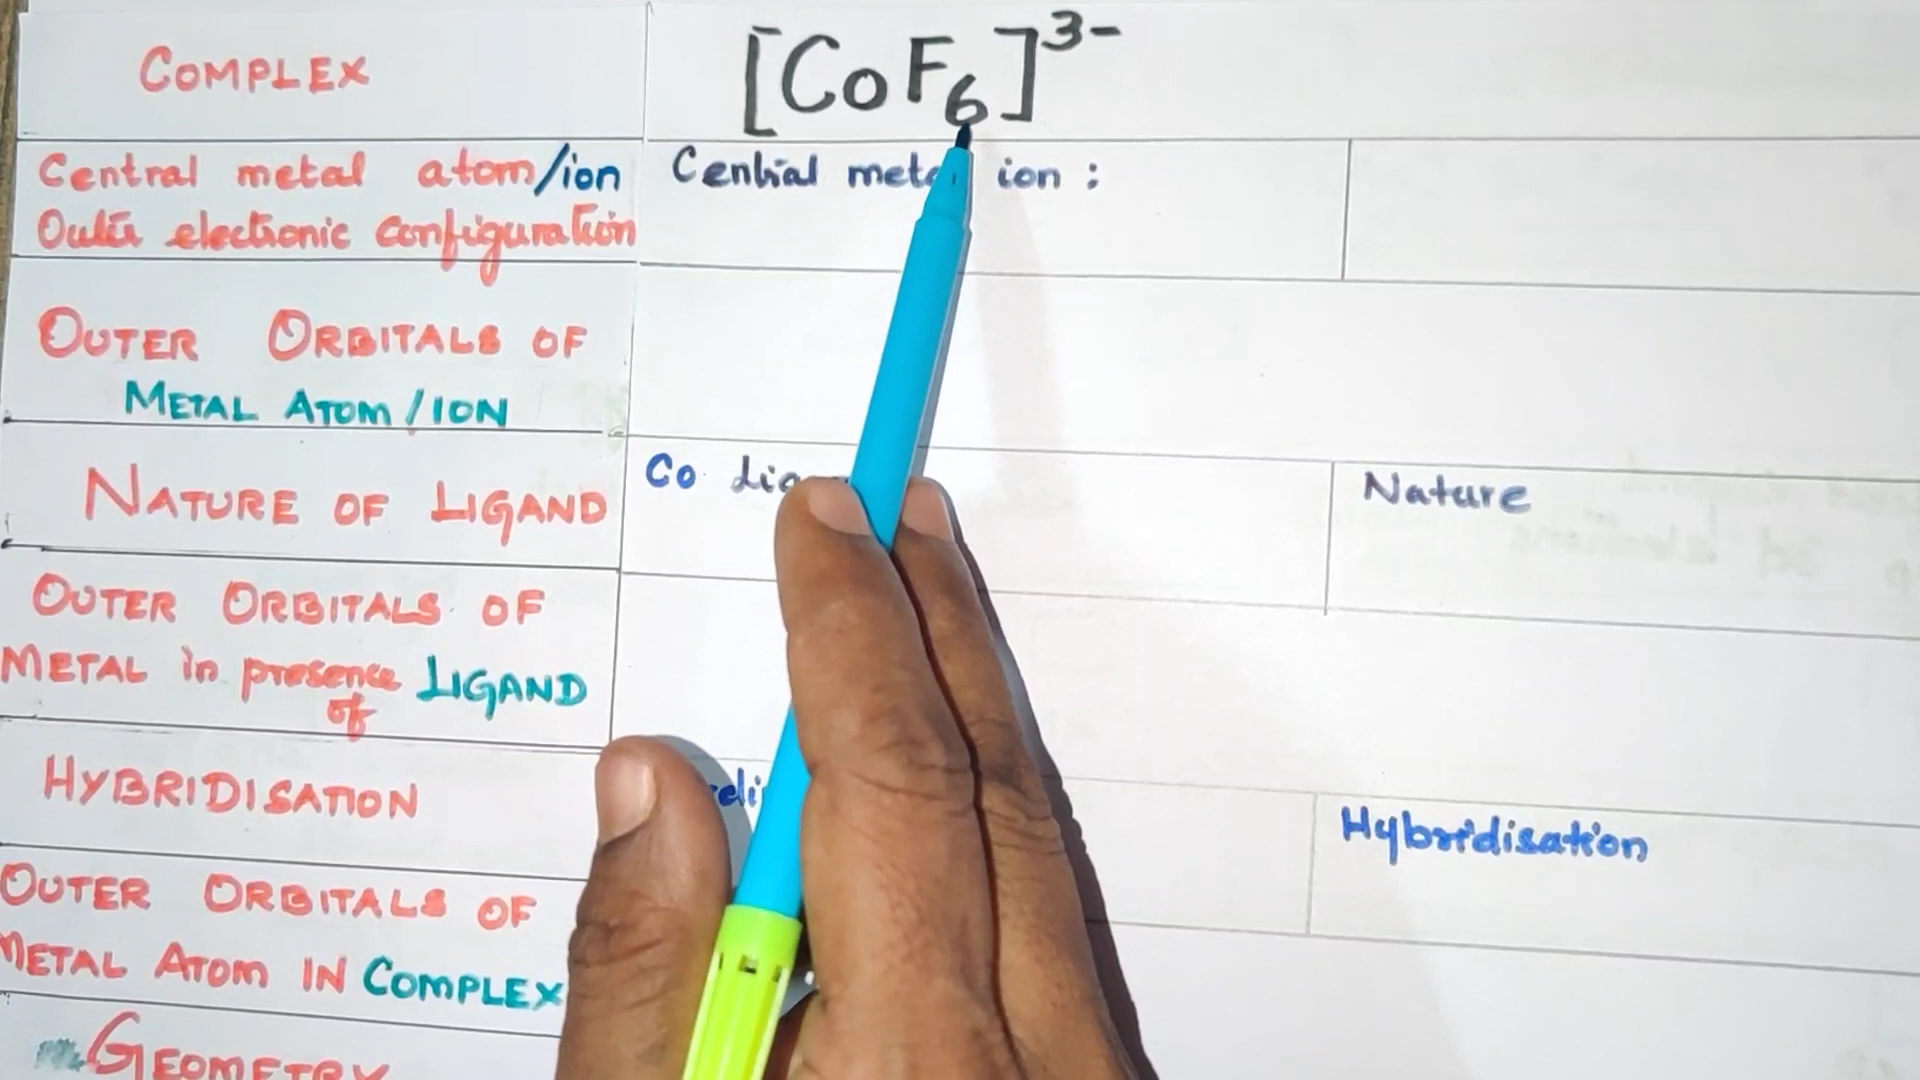 COMPLEX
[CoF6]3-
Central metal atom/ion
Outer electronic configuration
Central metal ion :
OUTER ORBITALS OF
METAL ATOM/ION
NATURE OF LIGAND
Co
Nature
OUTER ORBITALS OF
METAL in presence of LIGAND
HYBRIDISATION
Hybridisation
OUTER ORBITALS OF
METAL ATOM IN COMPLEX
GEOMETRY